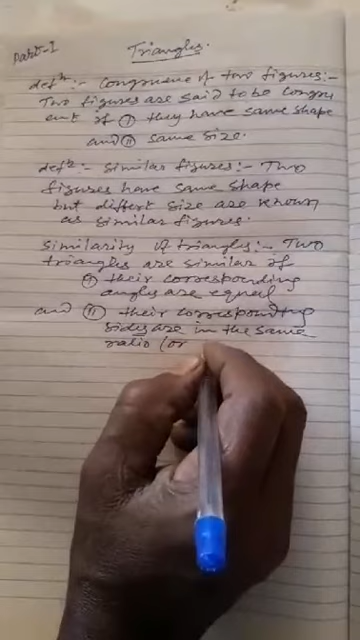 Part-I
Triangles.
defn:- Congruence of two figures:-
Two figures are said to be congru
ent if (i) they have same shape
and (ii) same size.
defn:- Similar figures:- Two
figures have same shape
but differt size are known
as similar figures.
Similarity of triangles:- Two
triangles are similar if
(i) their corresponding
angles are equal
and (ii) their corresponding
sides are in the same
ratio (or